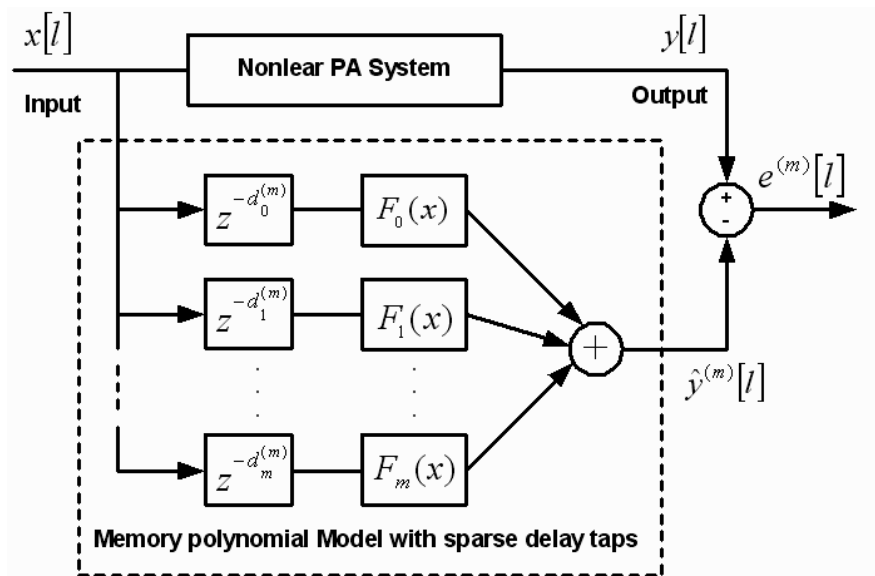 x[l]
y[l]
Nonlear PA System
Input
Output
e^{(m)}[l]
z^{-d_0^{(m)}}
F_0(x)
+
-
z^{-d_1^{(m)}}
F_1(x)
+
ŷ^{(m)}[l]
z^{-d_m^{(m)}}
F_m(x)
Memory polynomial Model with sparse delay taps